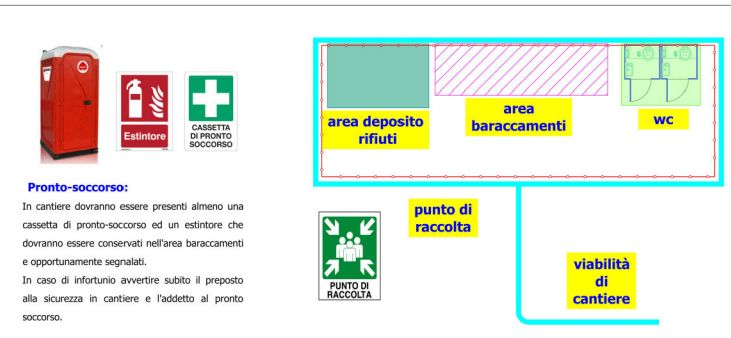 Estintore
CASSETTA
DI PRONTO
SOCCORSO
Pronto-soccorso:
In cantiere dovranno essere presenti almeno una
cassetta di pronto-soccorso ed un estintore che
dovranno essere conservati nell'area baraccamenti
e opportunamente segnalati.
In caso di infortunio avvertire subito il preposto
alla sicurezza in cantiere e l'addetto al pronto
soccorso.
area deposito
rifiuti
area
baraccamenti
wc
punto di
raccolta
PUNTO DI
RACCOLTA
viabilità
di
cantiere